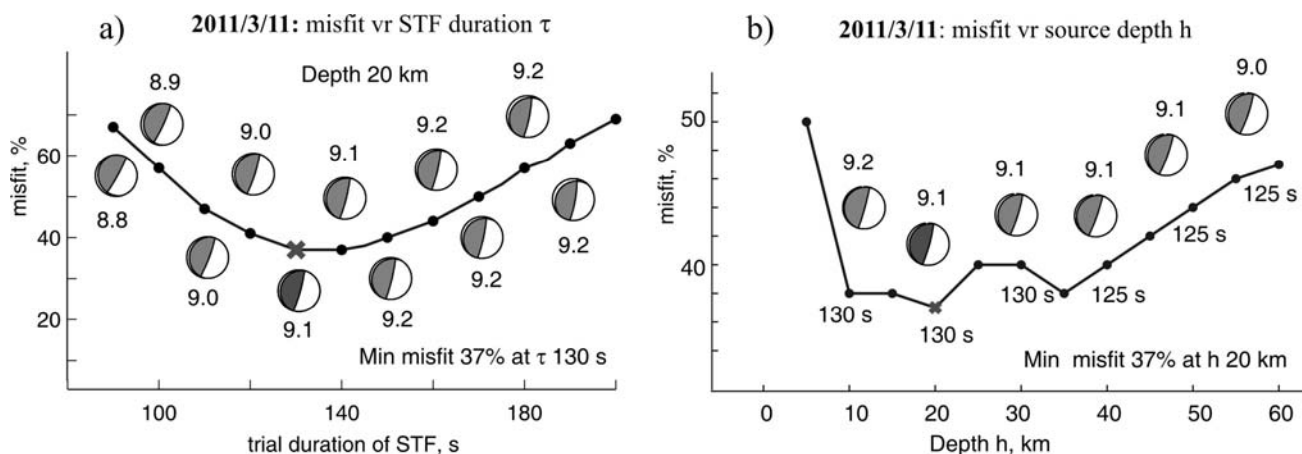 a)
2011/3/11: misfit vr STF duration τ
Depth 20 km
misfit, %
60
40
20
8.8
8.9
9.0
9.0
9.1
9.1
9.2
9.2
9.2
9.2
9.2
Min misfit 37% at τ 130 s
100
140
180
trial duration of STF, s
b)
2011/3/11: misfit vr source depth h
misfit, %
50
40
9.2
9.1
9.1
9.1
9.1
9.0
130 s
130 s
130 s
125 s
125 s
125 s
Min misfit 37% at h 20 km
0
10
20
30
40
50
60
Depth h, km